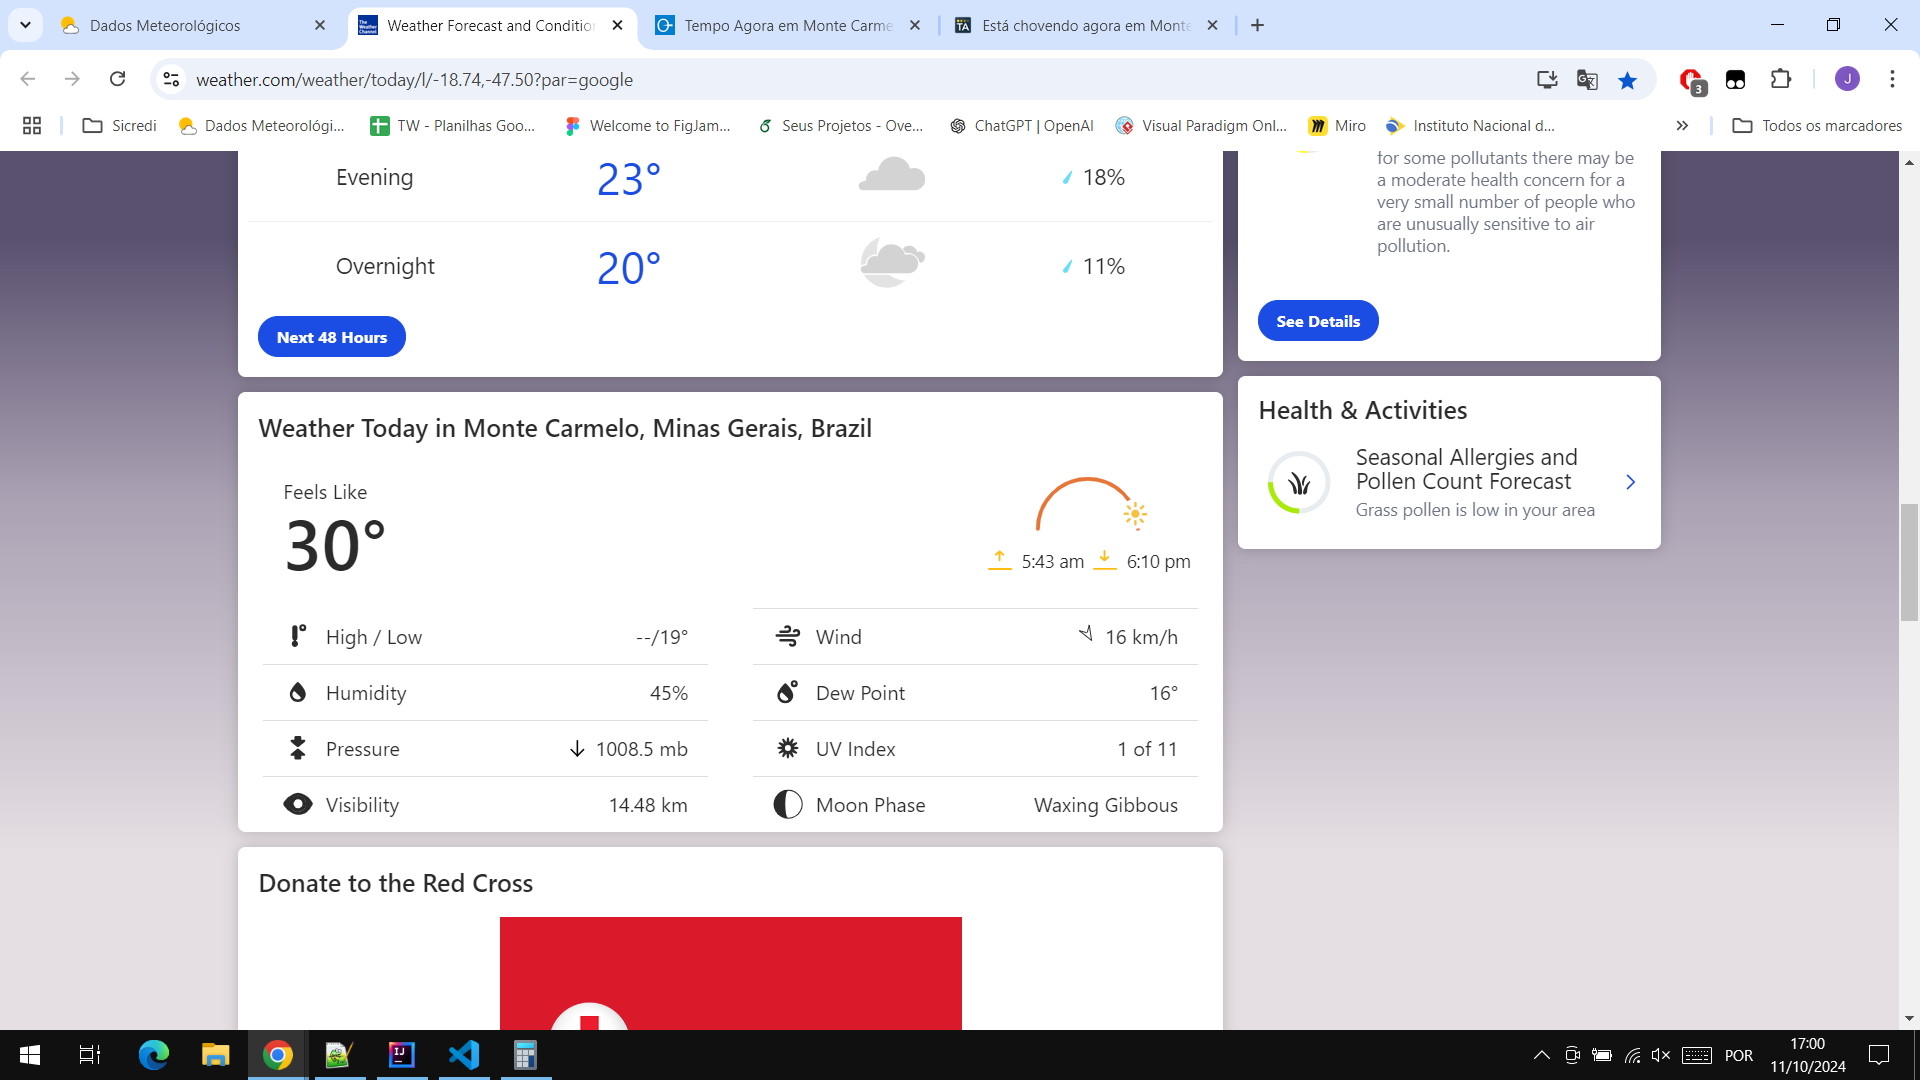 Dados Meteorológicos
Weather Forecast and Conditior
Tempo Agora em Monte Carme
Está chovendo agora em Monte
weather.com/weather/today/l/-18.74,-47.50?par=google
3
J
Sicredi
Dados Meteorológi...
TW - Planilhas Goo...
Welcome to FigJam...
Seus Projetos - Ove...
ChatGPT | OpenAI
Visual Paradigm Onl...
Miro
Instituto Nacional d...
Todos os marcadores
Evening 23° 18%
Overnight 20° 11%
Next 48 Hours
for some pollutants there may be
a moderate health concern for a
very small number of people who
are unusually sensitive to air
pollution.
See Details
Weather Today in Monte Carmelo, Minas Gerais, Brazil
Feels Like
30°
5:43 am 6:10 pm
High / Low --/19°
Wind 16 km/h
Humidity 45%
Dew Point 16°
Pressure 1008.5 mb
UV Index 1 of 11
Visibility 14.48 km
Moon Phase Waxing Gibbous
Health & Activities
Seasonal Allergies and
Pollen Count Forecast
Grass pollen is low in your area
Donate to the Red Cross
POR
17:00
11/10/2024